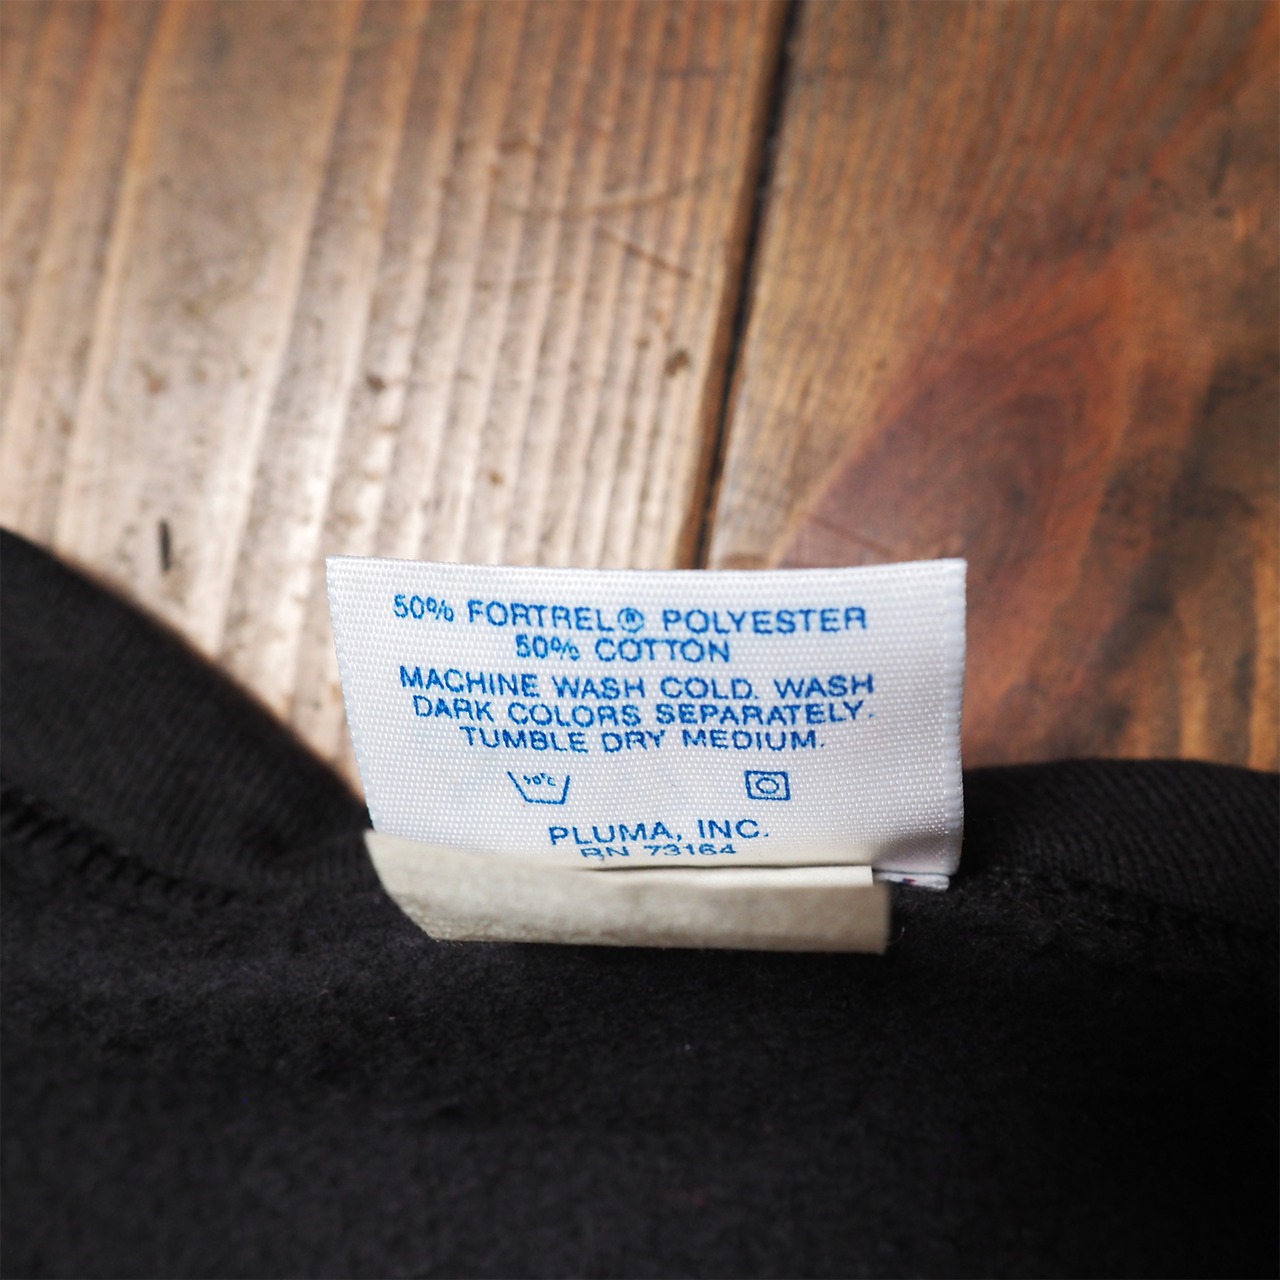 50% FORTREL® POLYESTER
50% COTTON
MACHINE WASH COLD. WASH
DARK COLORS SEPARATELY.
TUMBLE DRY MEDIUM.
PLUMA, INC.
RN 73164